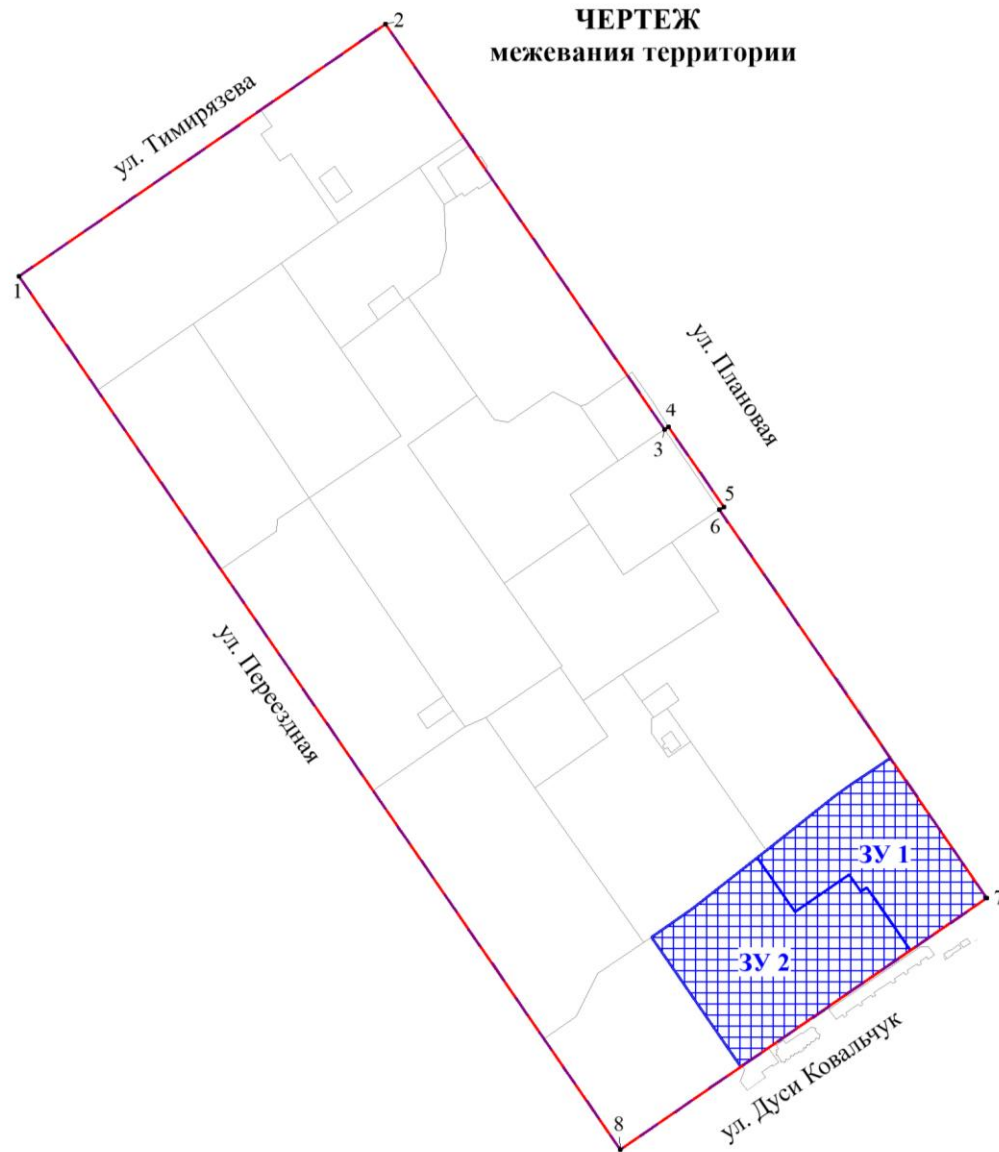 ЧЕРТЕЖ
межевания территории
2
ул. Тимирязева
1
ул. Плановая
4
3
5
6
ул. Переездная
ЗУ 1
7
ЗУ 2
ул. Дуси Ковальчук
8